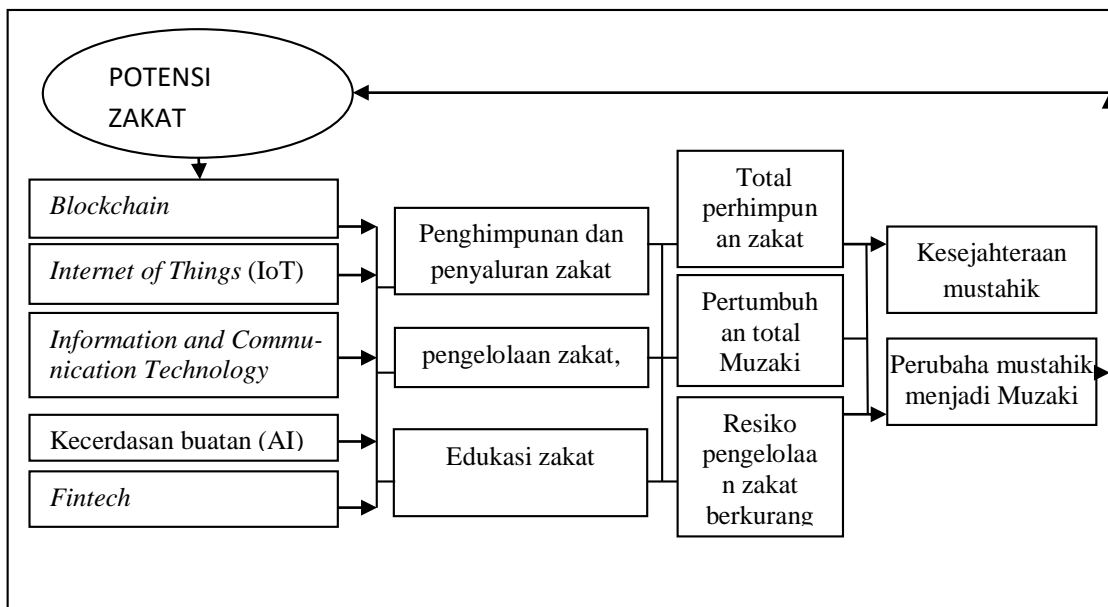 POTENSI
ZAKAT
Blockchain
Internet of Things (IoT)
Information and Commu-
nication Technology
Kecerdasan buatan (AI)
Fintech
Penghimpunan dan
penyaluran zakat
pengelolaan zakat,
Edukasi zakat
Total
perhimpun
an zakat
Pertumbuh
an total
Muzaki
Resiko
pengelolaa
n zakat
berkurang
Kesejahteraan
mustahik
Perubaha mustahik
menjadi Muzaki